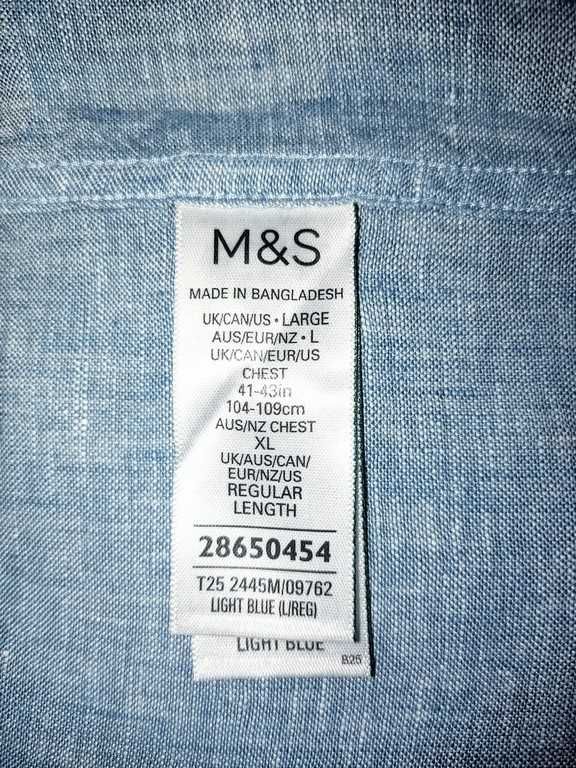 M&S
MADE IN BANGLADESH
UK/CAN/US • LARGE
AUS/EUR/NZ • L
UK/CAN/EUR/US
CHEST
41-43in
104-109cm
AUS/NZ CHEST
XL
UK/AUS/CAN/
EUR/NZ/US
REGULAR
LENGTH
28650454
T25 2445M/09762
LIGHT BLUE (L/REG)
LIGHT BLUE
B25